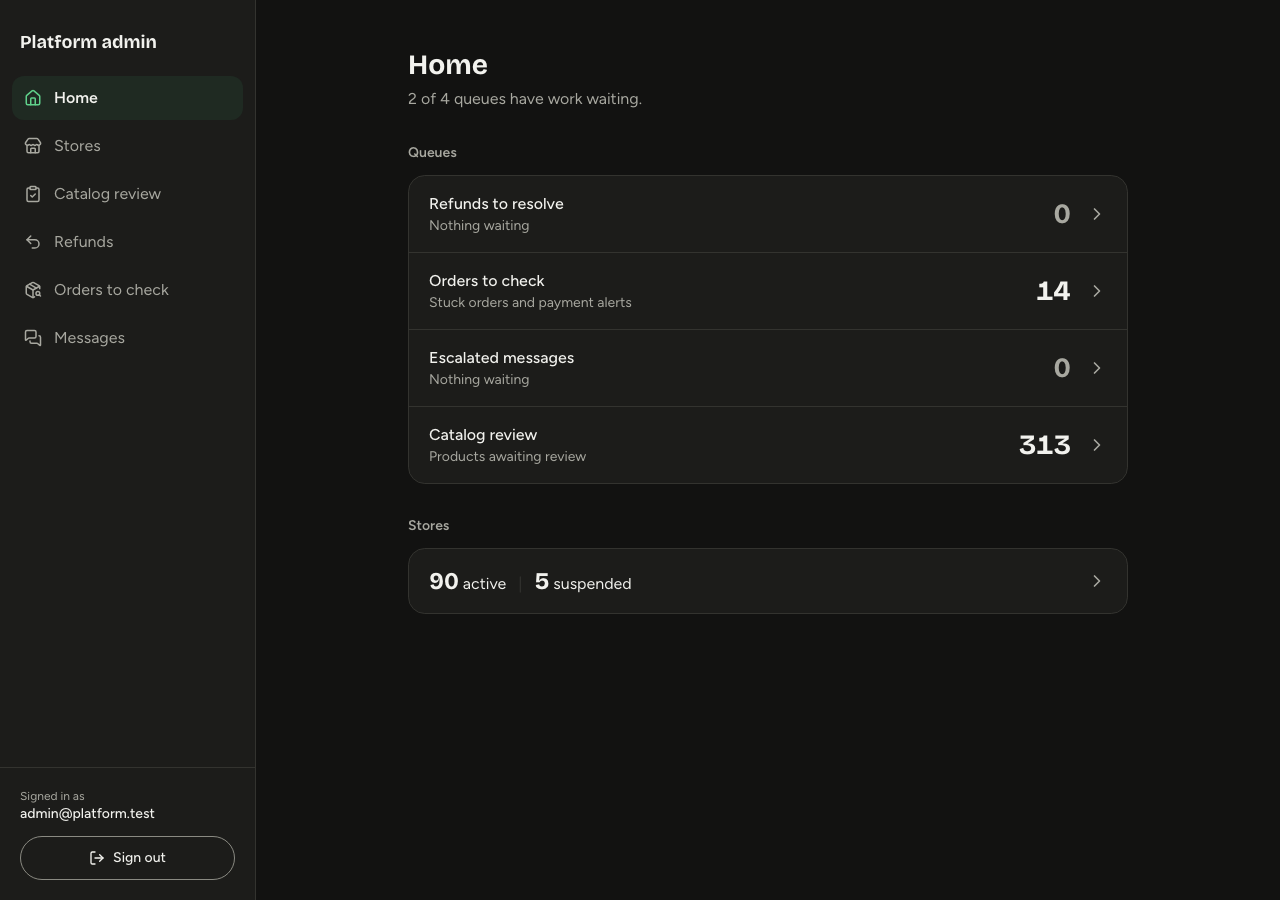 Platform admin
Home
Stores
Catalog review
Refunds
Orders to check
Messages
Signed in as
admin@platform.test
Sign out
Home
2 of 4 queues have work waiting.
Queues
Refunds to resolve
Nothing waiting
0
Orders to check
Stuck orders and payment alerts
14
Escalated messages
Nothing waiting
0
Catalog review
Products awaiting review
313
Stores
90 active
5 suspended